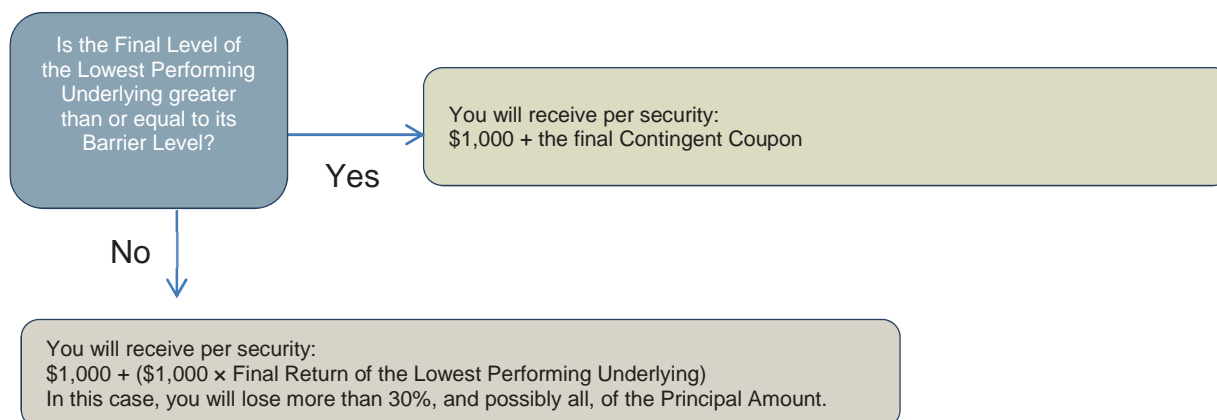 Is the Final Level of
the Lowest Performing
Underlying greater
than or equal to its
Barrier Level?
You will receive per security:
$1,000 + the final Contingent Coupon
Yes
No
You will receive per security:
$1,000 + ($1,000 × Final Return of the Lowest Performing Underlying)
In this case, you will lose more than 30%, and possibly all, of the Principal Amount.